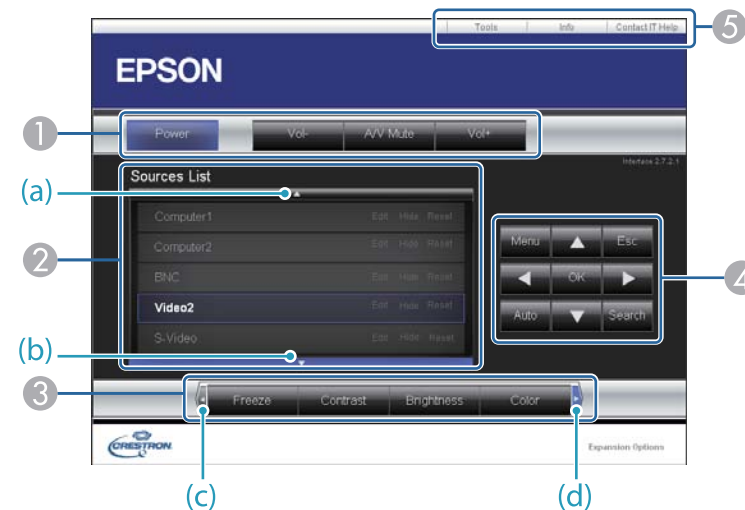 Tools Info Contact IT Help
5
EPSON
1
Power Vol- A/V Mute Vol+
Interface 2.7.2.1
Sources List
(a)
Computer1 Edit Hide Reset
Computer2 Edit Hide Reset
2
BNC Edit Hide Reset
Video2 Edit Hide Reset
S-Video Edit Hide Reset
(b)
Menu Esc
OK
4
Auto Search
3
Freeze Contrast Brightness Color
CRESTRON
Expansion Options
(c) (d)